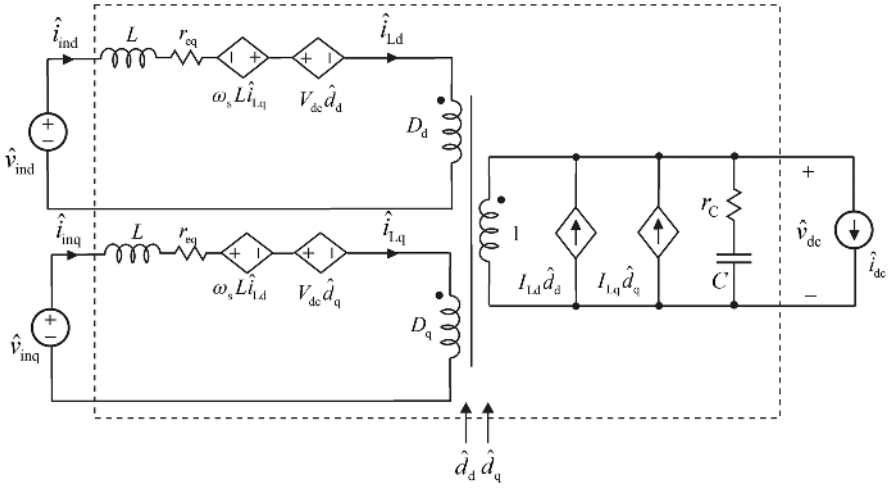 î_ind L r_eq î_Ld
− + + −
ω_s L î_Lq V_dc d̂_d
D_d
+ −
v̂_ind
î_inq L r_eq î_Lq
+ − + −
ω_s L î_Ld V_dc d̂_q
D_q
+ −
v̂_inq
1
I_Ld d̂_d I_Lq d̂_q
r_C
C
+
v̂_dc
−
î_dc
d̂_d d̂_q